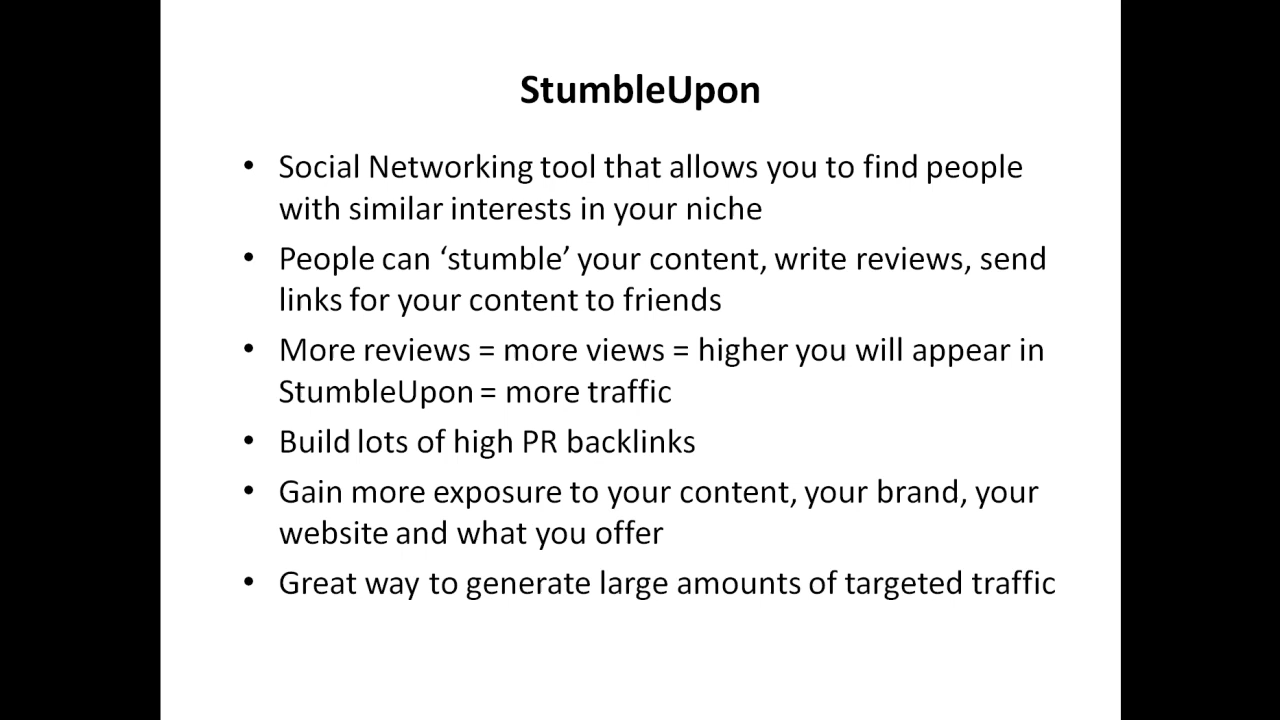 StumbleUpon
• Social Networking tool that allows you to find people
with similar interests in your niche
• People can ‘stumble’ your content, write reviews, send
links for your content to friends
• More reviews = more views = higher you will appear in
StumbleUpon = more traffic
• Build lots of high PR backlinks
• Gain more exposure to your content, your brand, your
website and what you offer
• Great way to generate large amounts of targeted traffic